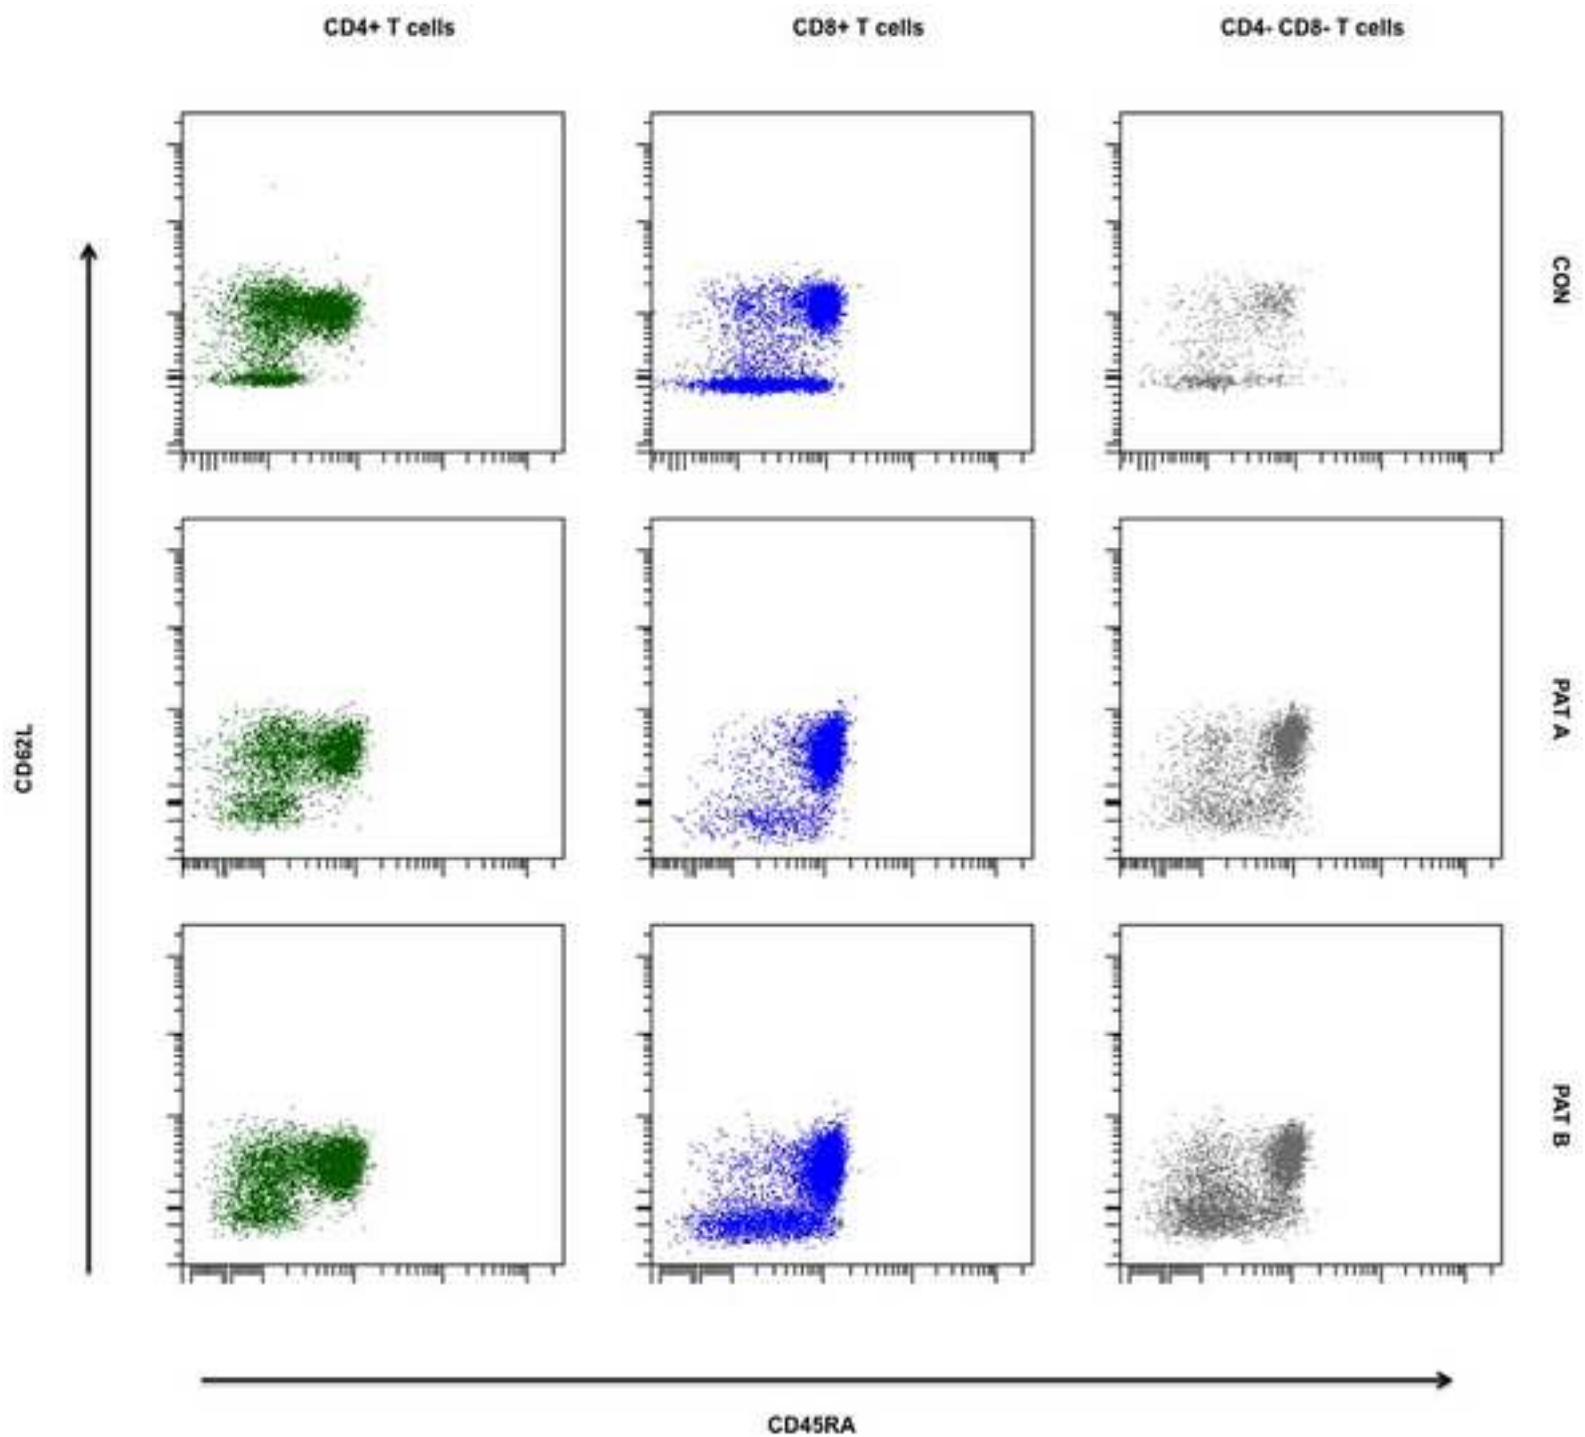 CD4+ T cells
CD8+ T cells
CD4- CD8- T cells
CON
PAT A
CD62L
PAT B
CD45RA